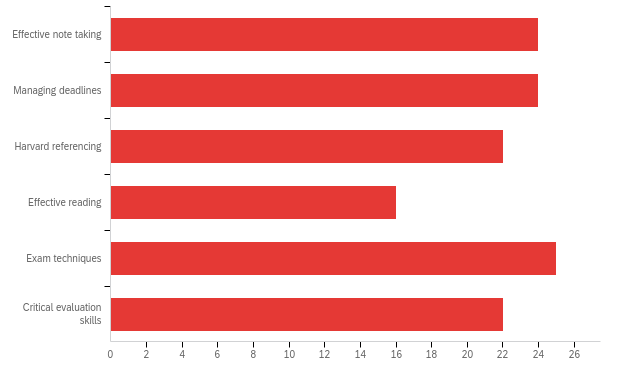 Effective note taking
Managing deadlines
Harvard referencing
Effective reading
Exam techniques
Critical evaluation
skills
0 2 4 6 8 10 12 14 16 18 20 22 24 26